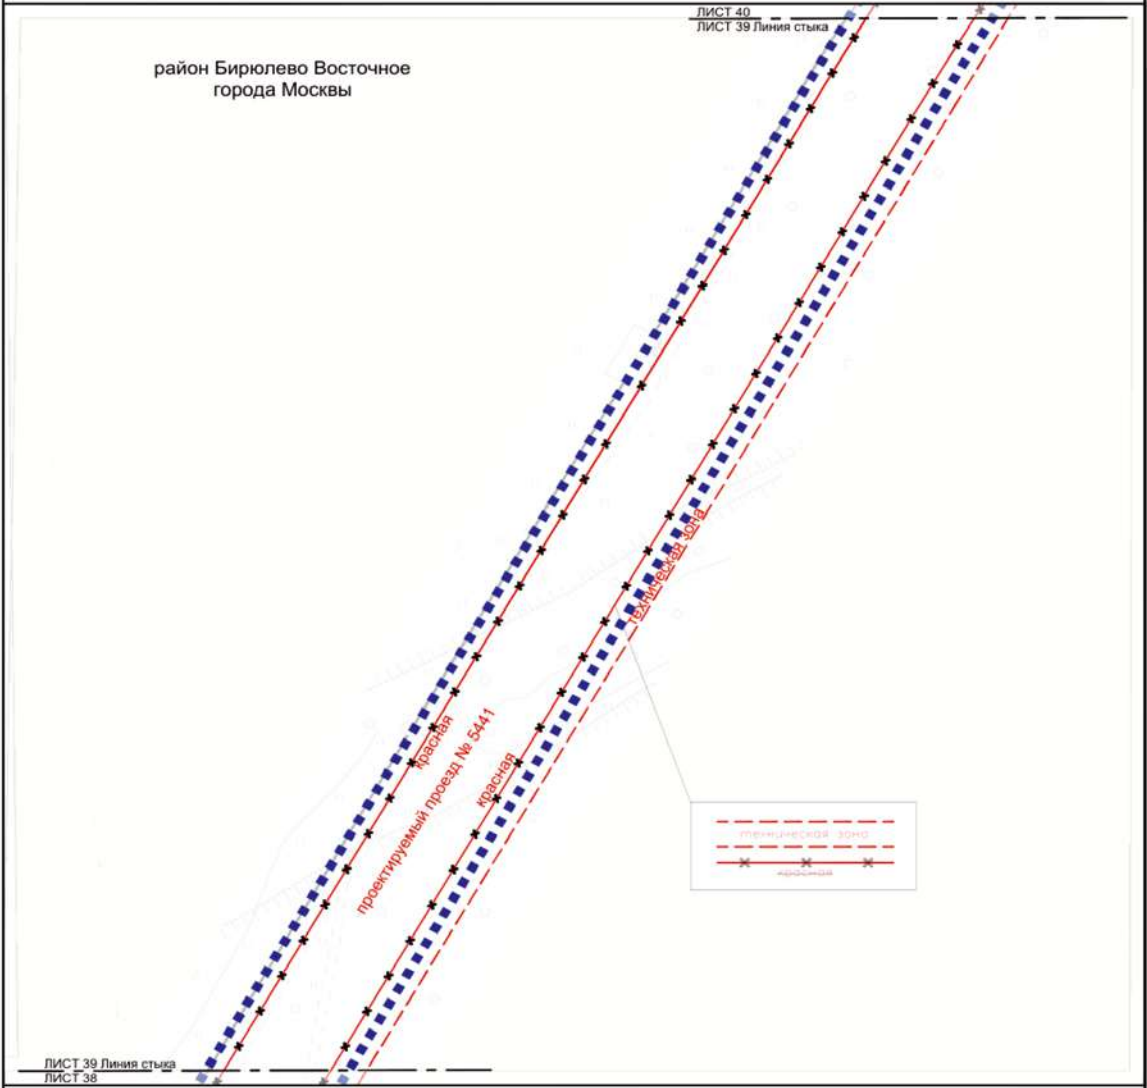 ЛИСТ 40
ЛИСТ 39 Линия стыка
район Бирюлево Восточное
города Москвы
техническая зона
красная
проектируемый проезд № 5441
красная
техническая зона
красная
ЛИСТ 39 Линия стыка
ЛИСТ 38